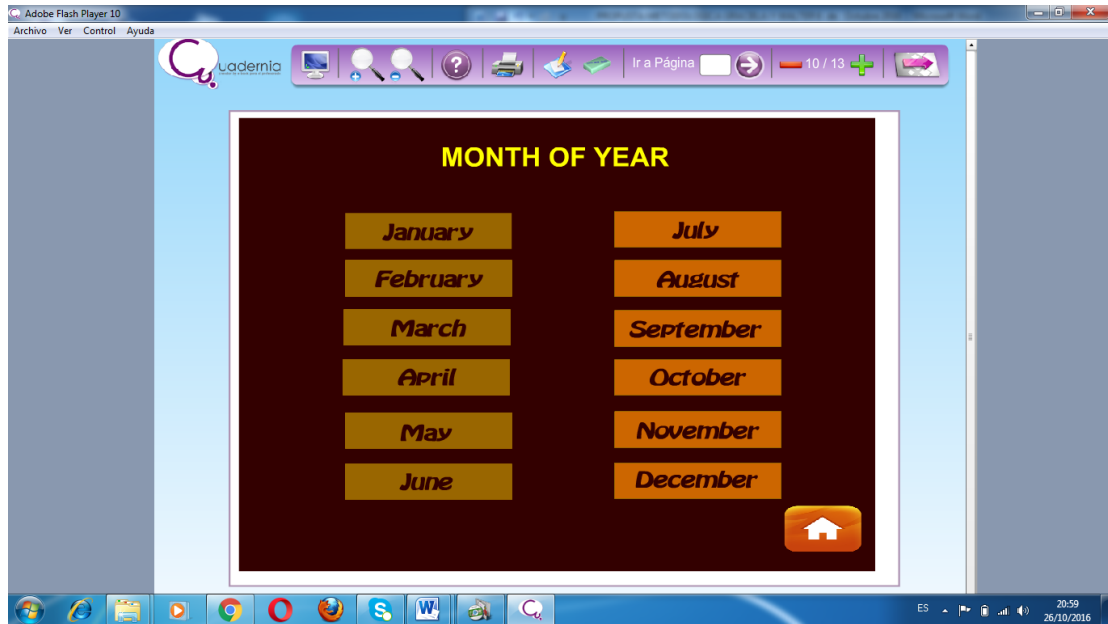 Adobe Flash Player 10
Archivo Ver Control Ayuda
Cuadernia
Ir a Página
10 / 13
MONTH OF YEAR
January
February
March
April
May
June
July
August
September
October
November
December
ES
20:59
26/10/2016